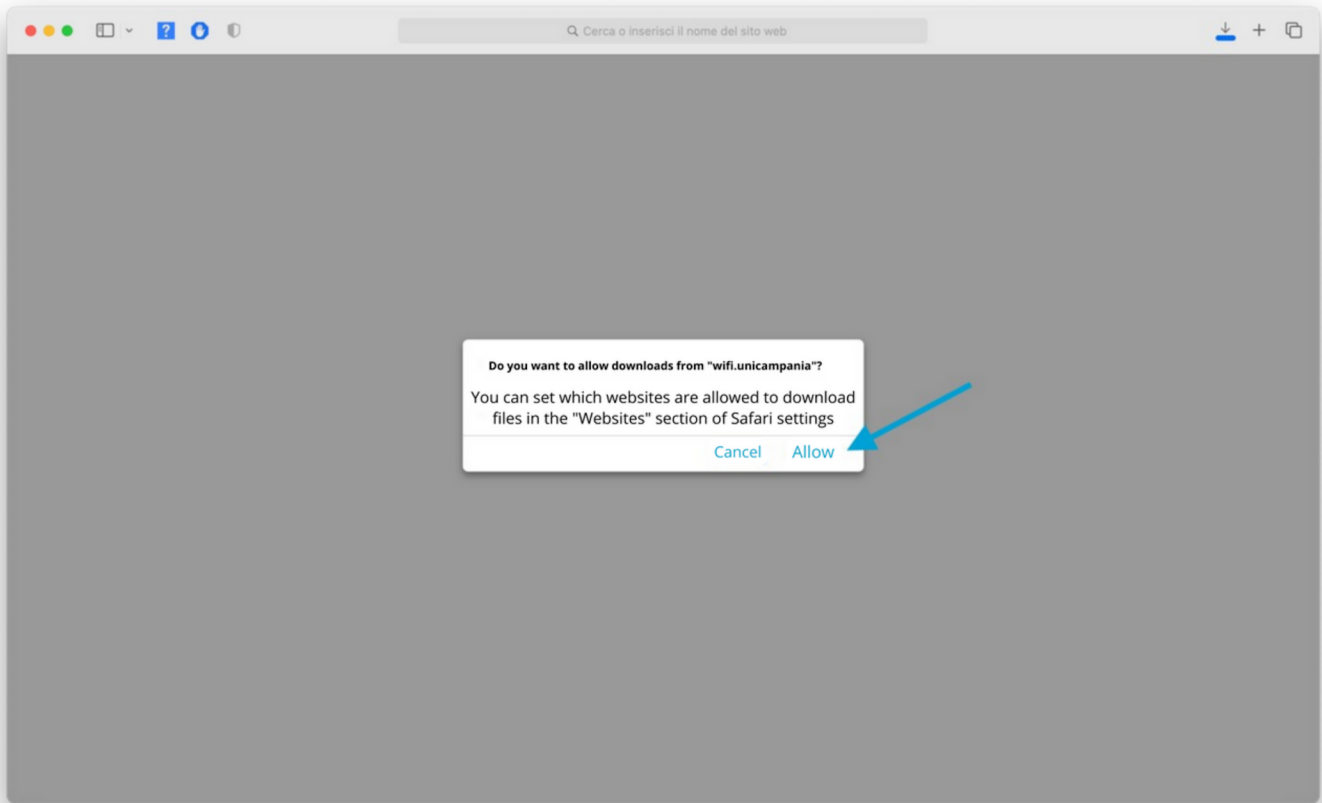 Cerca o inserisci il nome del sito web
Do you want to allow downloads from "wifi.unicampania"?
You can set which websites are allowed to download
files in the "Websites" section of Safari settings
Cancel Allow